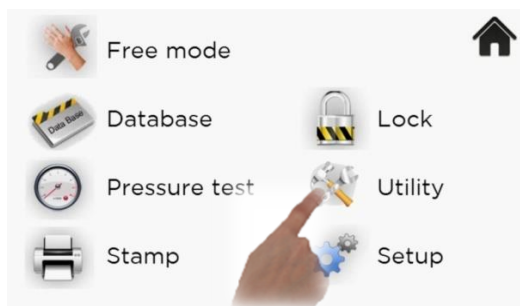 Free mode
Database
Data Base
Lock
Pressure test
Utility
Stamp
Setup